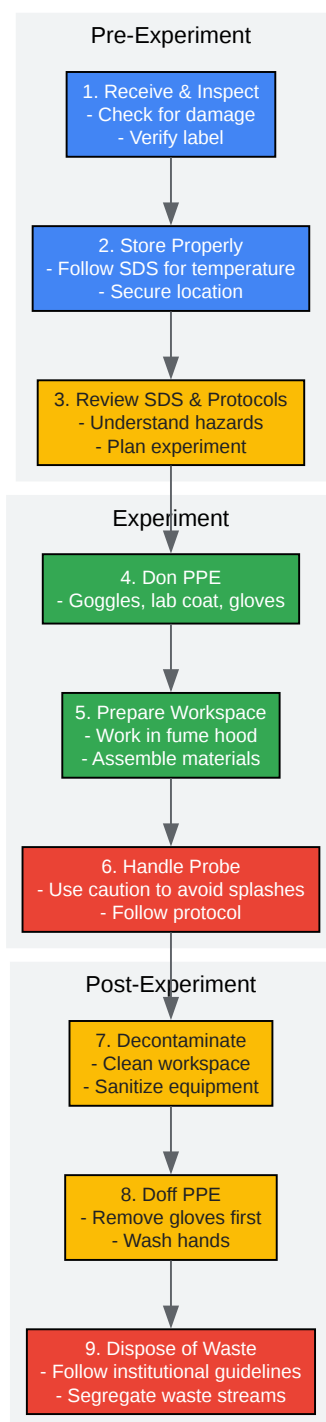 Pre-Experiment
1. Receive & Inspect
- Check for damage
- Verify label
2. Store Properly
- Follow SDS for temperature
- Secure location
3. Review SDS & Protocols
- Understand hazards
- Plan experiment
Experiment
4. Don PPE
- Goggles, lab coat, gloves
5. Prepare Workspace
- Work in fume hood
- Assemble materials
6. Handle Probe
- Use caution to avoid splashes
- Follow protocol
Post-Experiment
7. Decontaminate
- Clean workspace
- Sanitize equipment
8. Doff PPE
- Remove gloves first
- Wash hands
9. Dispose of Waste
- Follow institutional guidelines
- Segregate waste streams